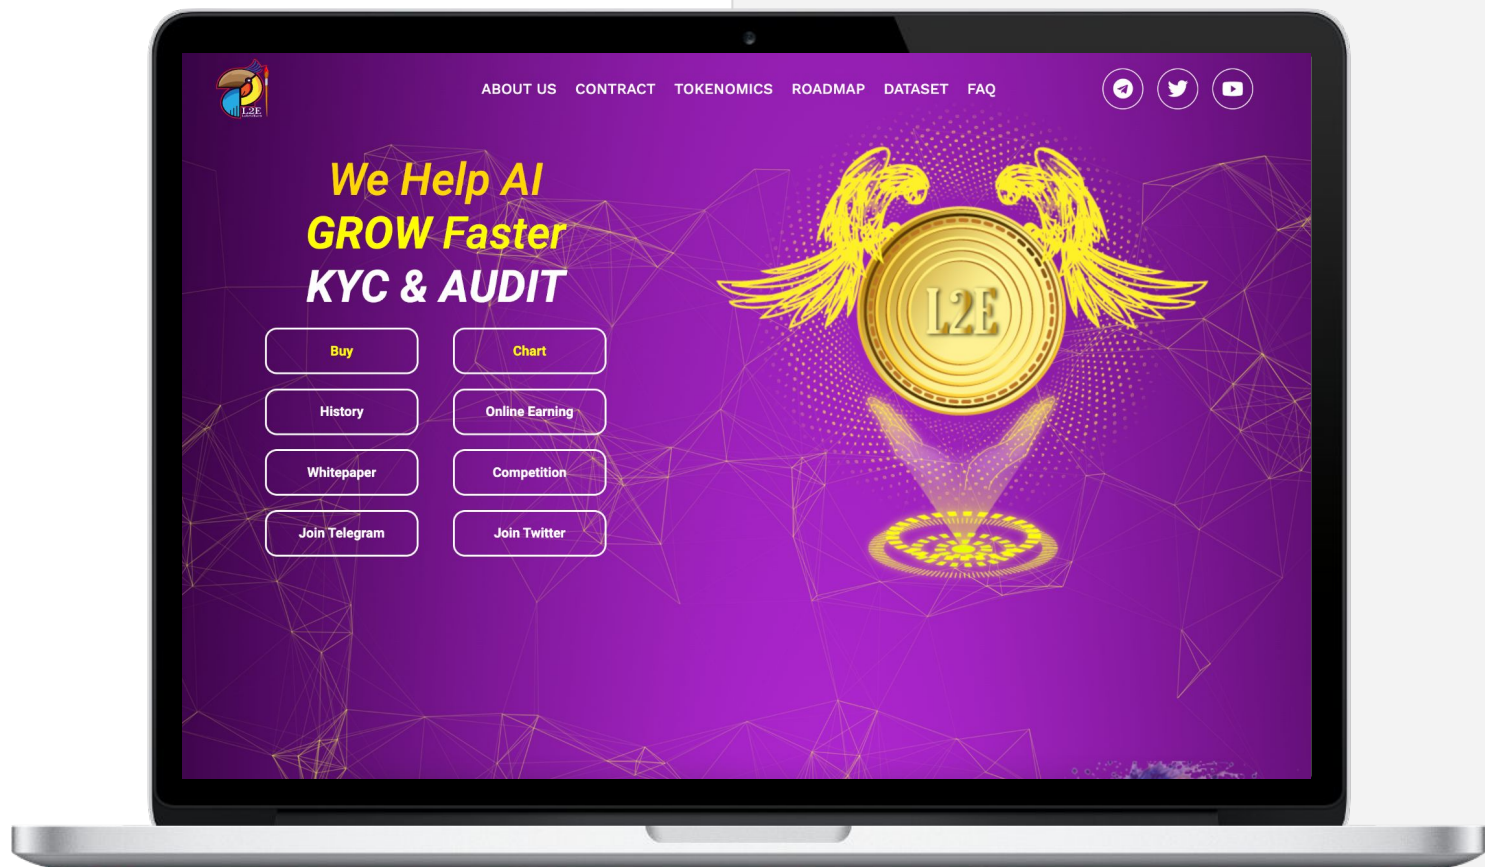 L2E
ABOUT US CONTRACT TOKENOMICS ROADMAP DATASET FAQ
We Help AI
GROW Faster
KYC & AUDIT
Buy Chart
History Online Earning
Whitepaper Competition
Join Telegram Join Twitter
L2E